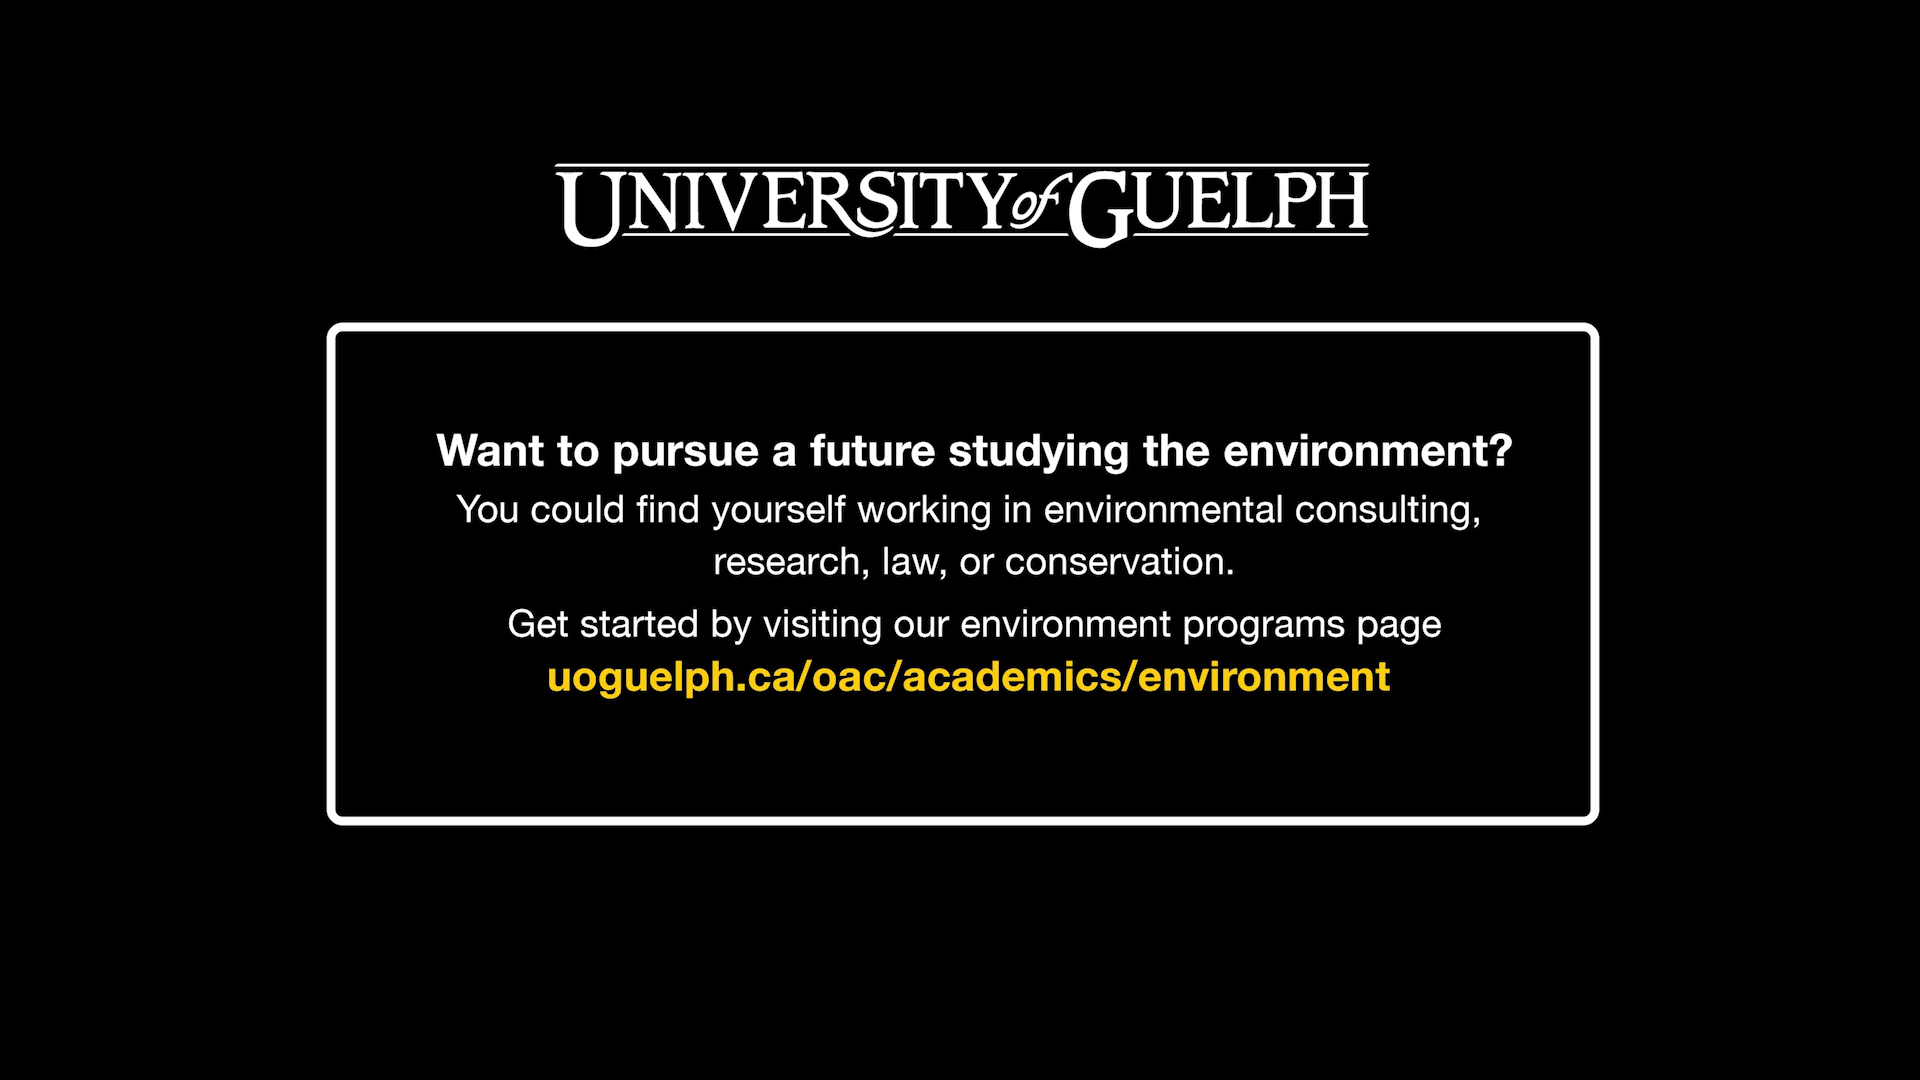 UNIVERSITY of GUELPH
Want to pursue a future studying the environment?
You could find yourself working in environmental consulting,
research, law, or conservation.
Get started by visiting our environment programs page
uoguelph.ca/oac/academics/environment